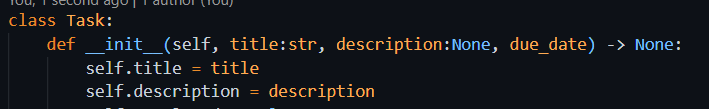 You, 1 second ago | 1 author (You)
class Task:
    def __init__(self, title:str, description:None, due_date) -> None:
        self.title = title
        self.description = description